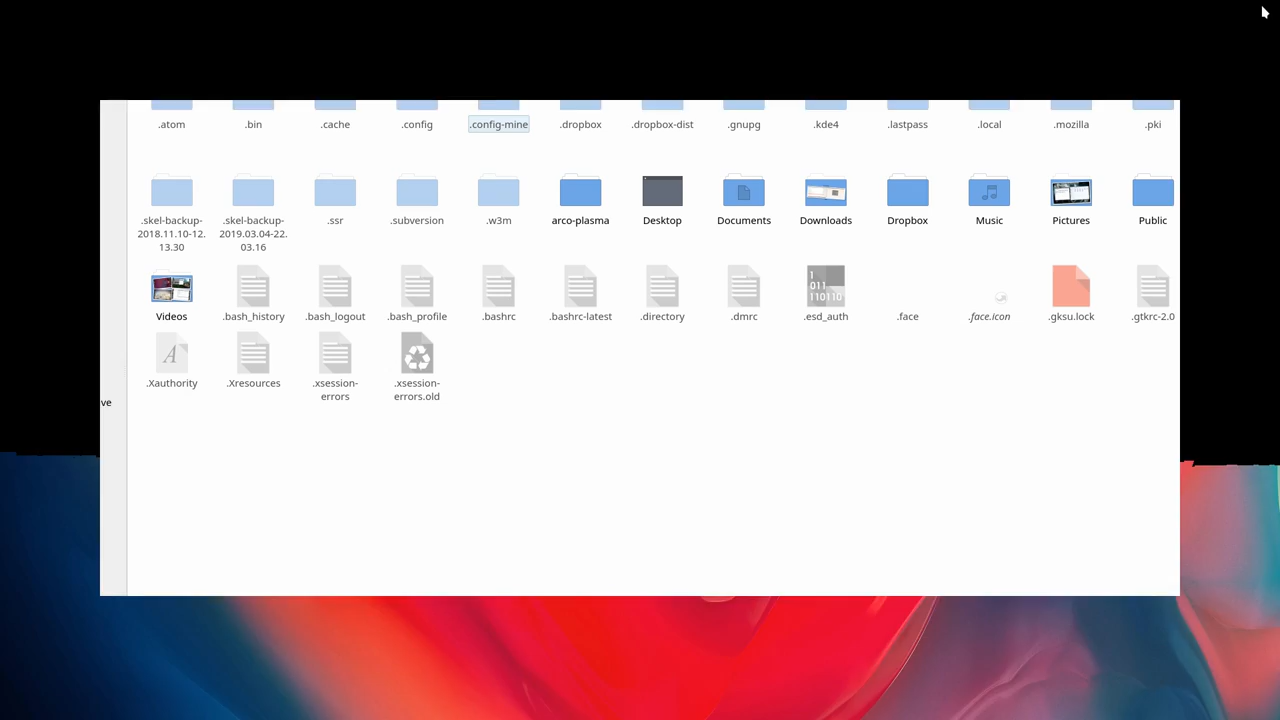 .atom .bin .cache .config .config-mine .dropbox .dropbox-dist .gnupg .kde4 .lastpass .local .mozilla .pki
.skel-backup- .skel-backup- .ssr .subversion .w3m arco-plasma Desktop Documents Downloads Dropbox Music Pictures Public
2018.11.10-12. 2019.03.04-22.
13.30 03.16
1
011
110110
Videos .bash_history .bash_logout .bash_profile .bashrc .bashrc-latest .directory .dmrc .esd_auth .face .face.icon .gksu.lock .gtkrc-2.0
A
.Xauthority .Xresources .xsession- .xsession-
errors errors.old
ve